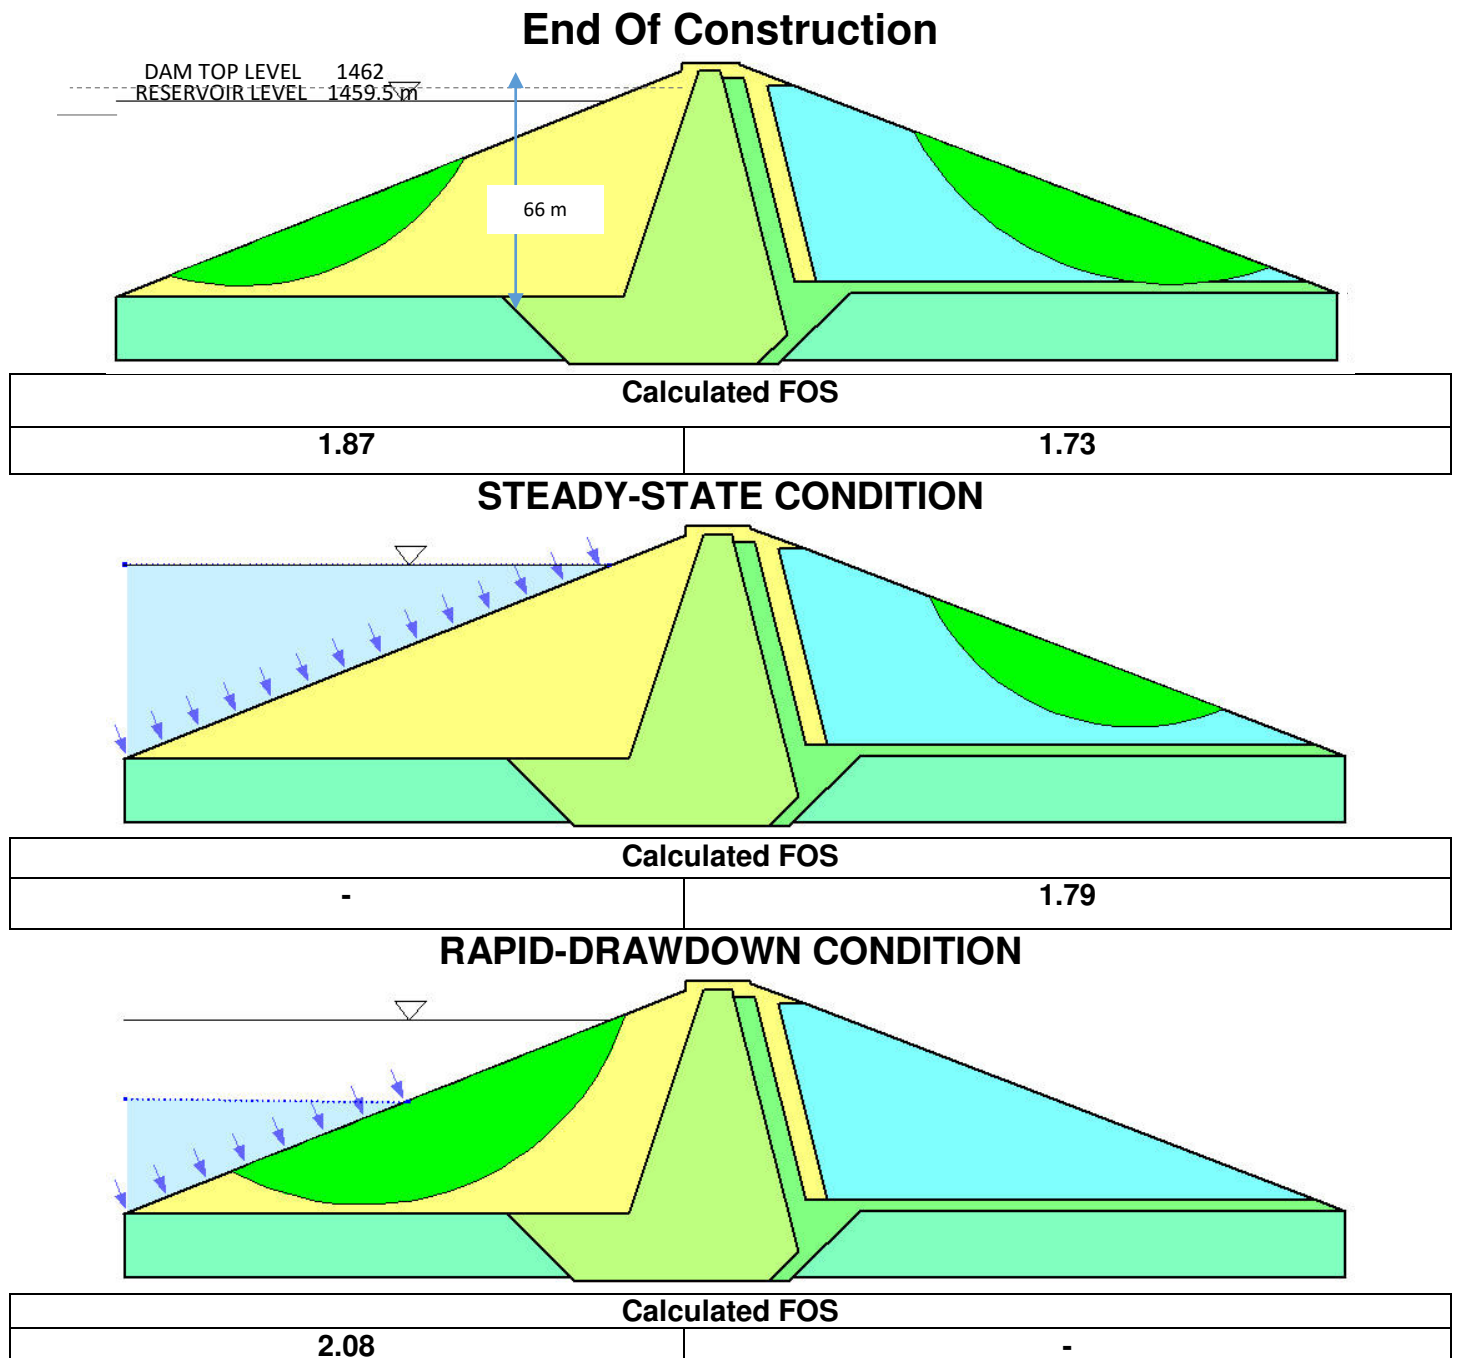 End Of Construction
DAM TOP LEVEL 1462
RESERVOIR LEVEL 1459.5 m
66 m
Calculated FOS
1.87 1.73
STEADY-STATE CONDITION
Calculated FOS
- 1.79
RAPID-DRAWDOWN CONDITION
Calculated FOS
2.08 -